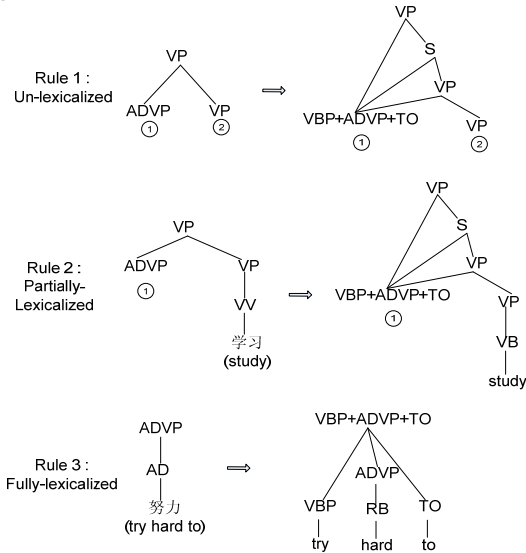 VP
VP
S
Rule 1 :
Un-lexicalized
VP
ADVP
VP
VBP+ADVP+TO
①
②
①
VP
②
VP
VP
S
Rule 2 :
Partially-
Lexicalized
ADVP
VP
VP
①
VV
VBP+ADVP+TO
VP
①
学习
(study)
VB
study
ADVP
VBP+ADVP+TO
Rule 3 :
Fully-lexicalized
AD
ADVP
努力
(try hard to)
VBP
RB
TO
try
hard
to